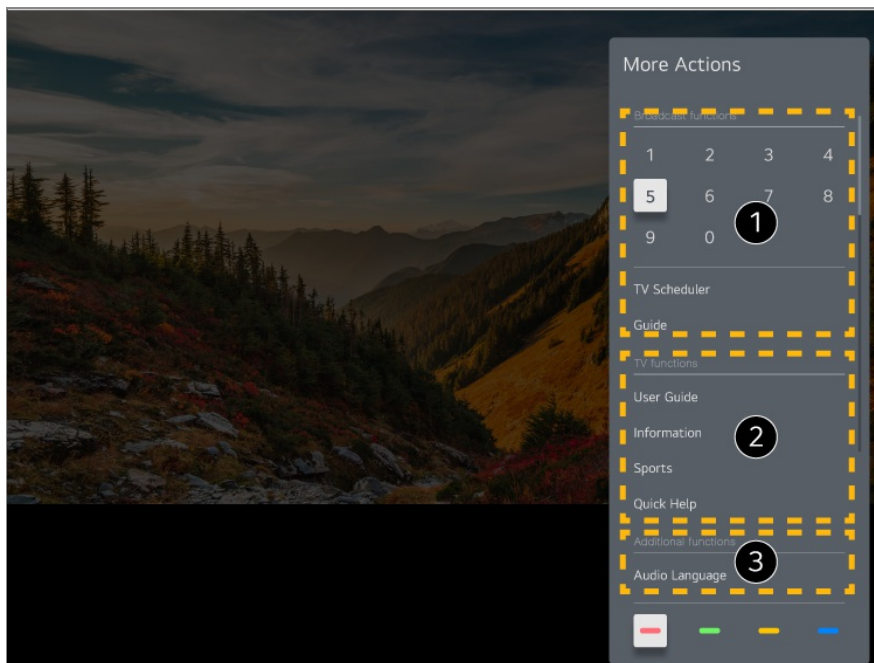 More Actions
Broadcast functions
1 2 3 4
5 6 7 8
1
9 0
TV Scheduler
Guide
TV functions
User Guide
Information
2
Sports
Quick Help
Additional functions
3
Audio Language